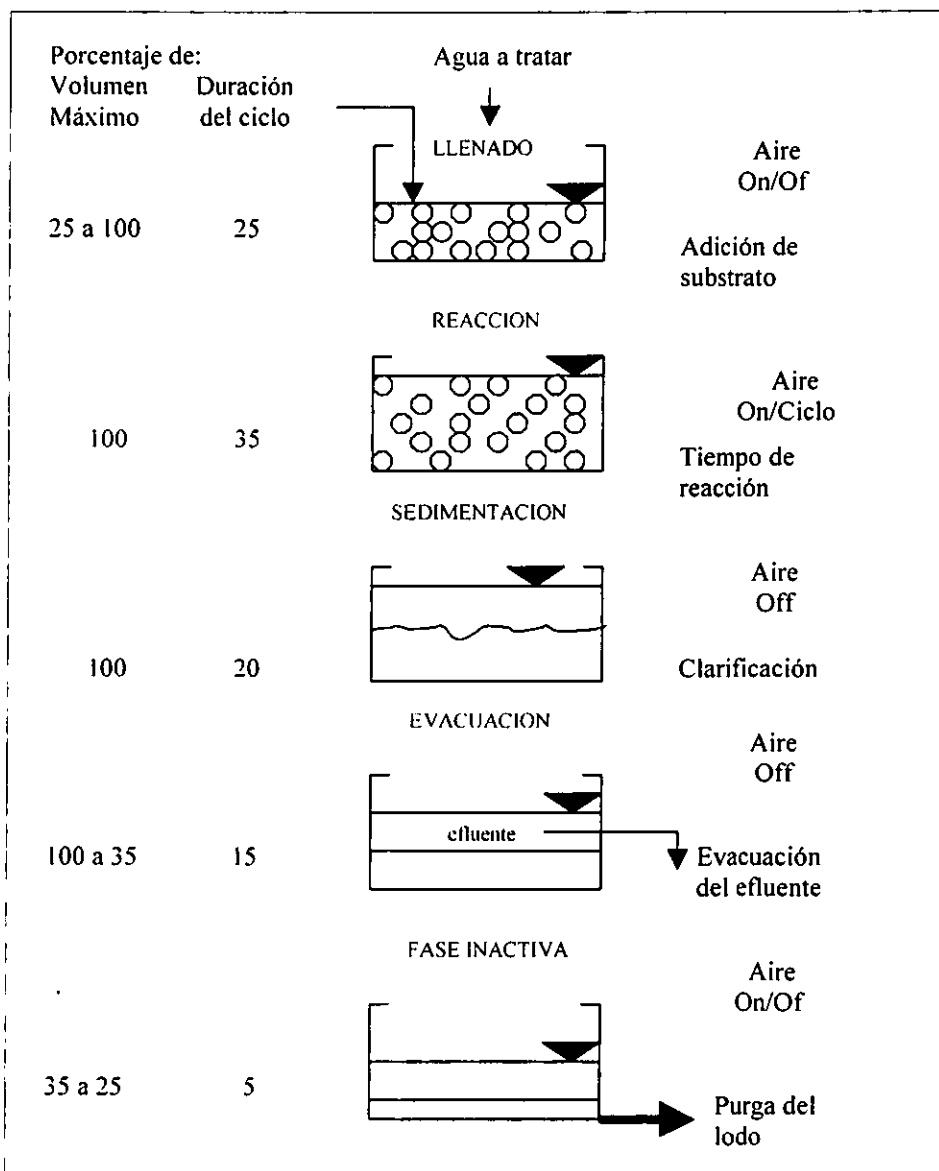 Porcentaje de:
Volumen Duración
Máximo del ciclo
Agua a tratar
LLENADO
Aire
On/Of
25 a 100 25
Adición de
substrato
REACCION
Aire
On/Ciclo
100 35
Tiempo de
reacción
SEDIMENTACION
Aire
Off
100 20
Clarificación
EVACUACION
Aire
Off
efluente
100 a 35 15
Evacuación
del efluente
FASE INACTIVA
Aire
On/Of
35 a 25 5
Purga del
lodo